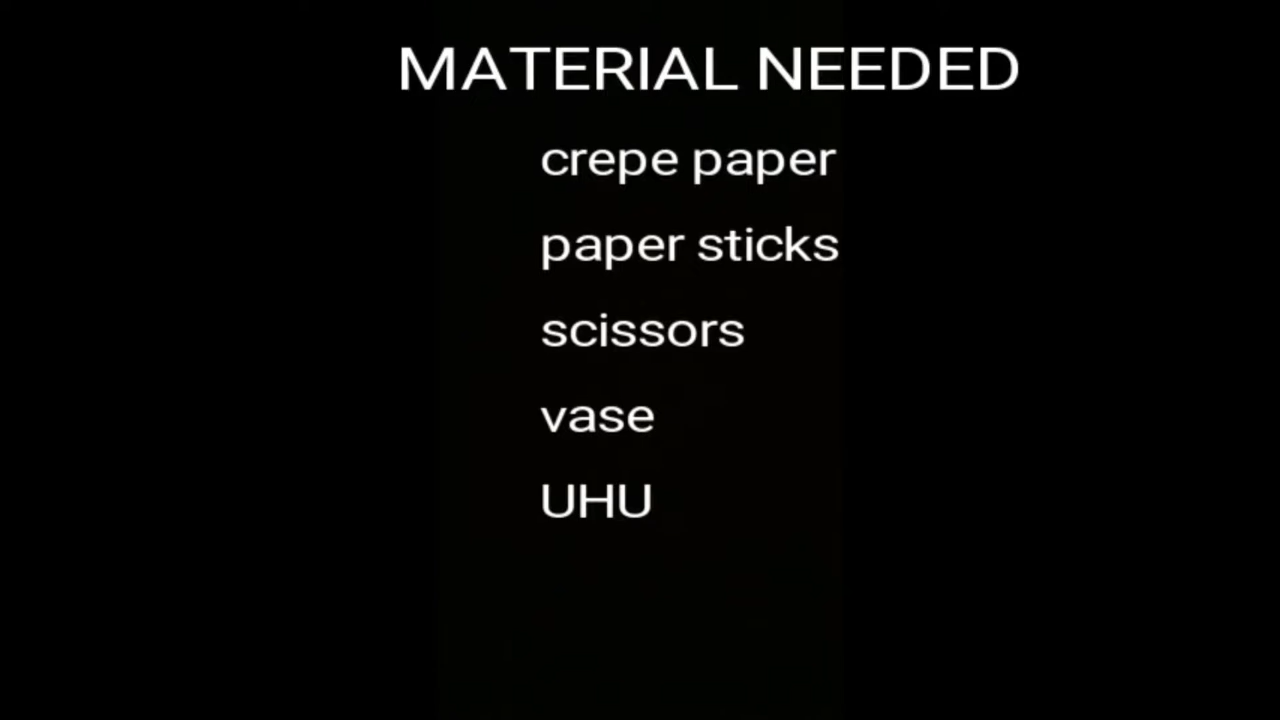 MATERIAL NEEDED
crepe paper
paper sticks
scissors
vase
UHU